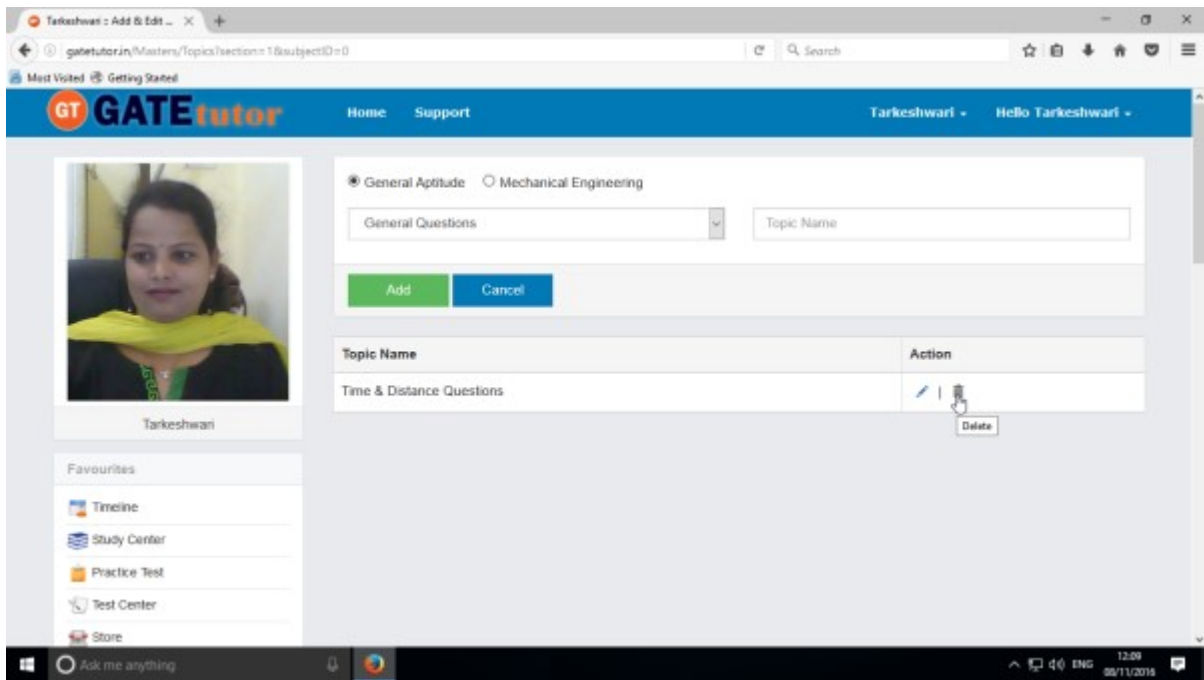 Tarkeshwari :: Add & Edit ...
gatetutor.in/Masters/Topics?section=1&subjectID=0
Search
Most Visited Getting Started
GT GATEtutor Home Support Tarkeshwari Hello Tarkeshwari
General Aptitude Mechanical Engineering
General Questions Topic Name
Add Cancel
Topic Name Action
Time & Distance Questions |
Delete
Tarkeshwari
Favourites
Timeline
Study Center
Practice Test
Test Center
Store
Ask me anything ENG 12:09
08/11/2016